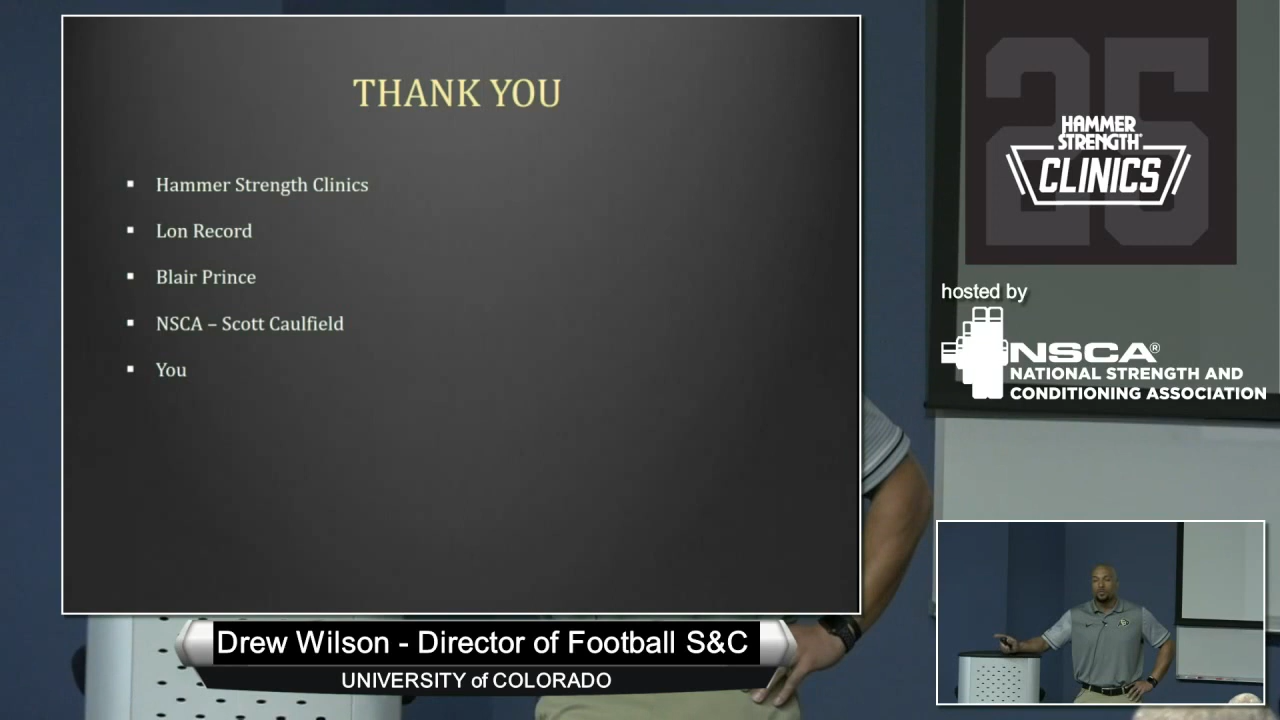 THANK YOU
Hammer Strength Clinics
Lon Record
Blair Prince
NSCA – Scott Caulfield
You
25
HAMMER
STRENGTH
CLINICS
hosted by
NSCA®
NATIONAL STRENGTH AND
CONDITIONING ASSOCIATION
Drew Wilson - Director of Football S&C
UNIVERSITY of COLORADO